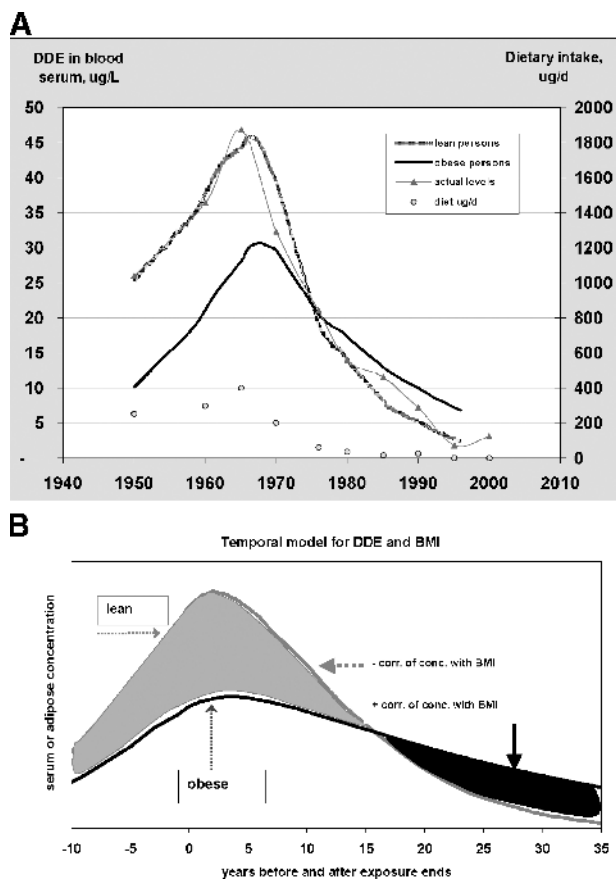 A
DDE in blood serum, ug/L
Dietary intake, ug/d
50
45
40
35
30
25
20
15
10
5
-
2000
1800
1600
1400
1200
1000
800
600
400
200
0
lean persons
obese persons
actual levels
diet ug/d
1940 1950 1960 1970 1980 1990 2000 2010
B
Temporal model for DDE and BMI
serum or adipose concentration
lean
- corr. of conc. with BMI
+ corr. of conc. with BMI
obese
-10 -5 0 5 10 15 20 25 30 35
years before and after exposure ends